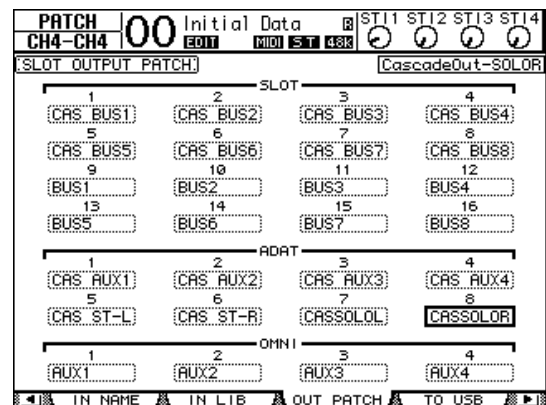 PATCH 00 Initial Data ST11 ST12 ST13 ST14
CH4-CH4 EDIT MIDI ST 48K
SLOT OUTPUT PATCH CascadeOut-SOLOR
SLOT
1 2 3 4
CAS BUS1 CAS BUS2 CAS BUS3 CAS BUS4
5 6 7 8
CAS BUS5 CAS BUS6 CAS BUS7 CAS BUS8
9 10 11 12
BUS1 BUS2 BUS3 BUS4
13 14 15 16
BUS5 BUS6 BUS7 BUS8
ADAT
1 2 3 4
CAS AUX1 CAS AUX2 CAS AUX3 CAS AUX4
5 6 7 8
CAS ST-L CAS ST-R CASSOLOL CASSOLOR
OMNI
1 2 3 4
AUX1 AUX2 AUX3 AUX4
IN NAME IN LIB OUT PATCH TO USB